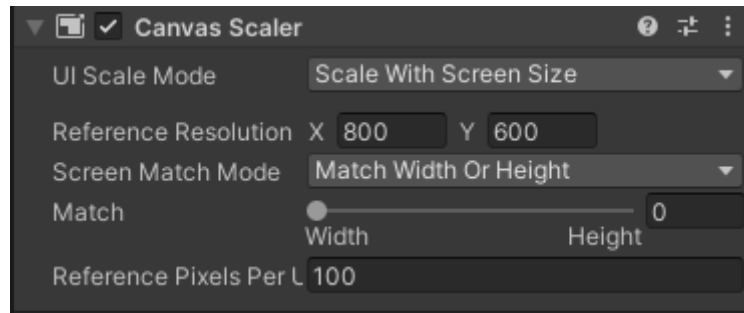 Canvas Scaler
UI Scale Mode Scale With Screen Size
Reference Resolution X 800 Y 600
Screen Match Mode Match Width Or Height
Match 0
Width Height
Reference Pixels Per U 100